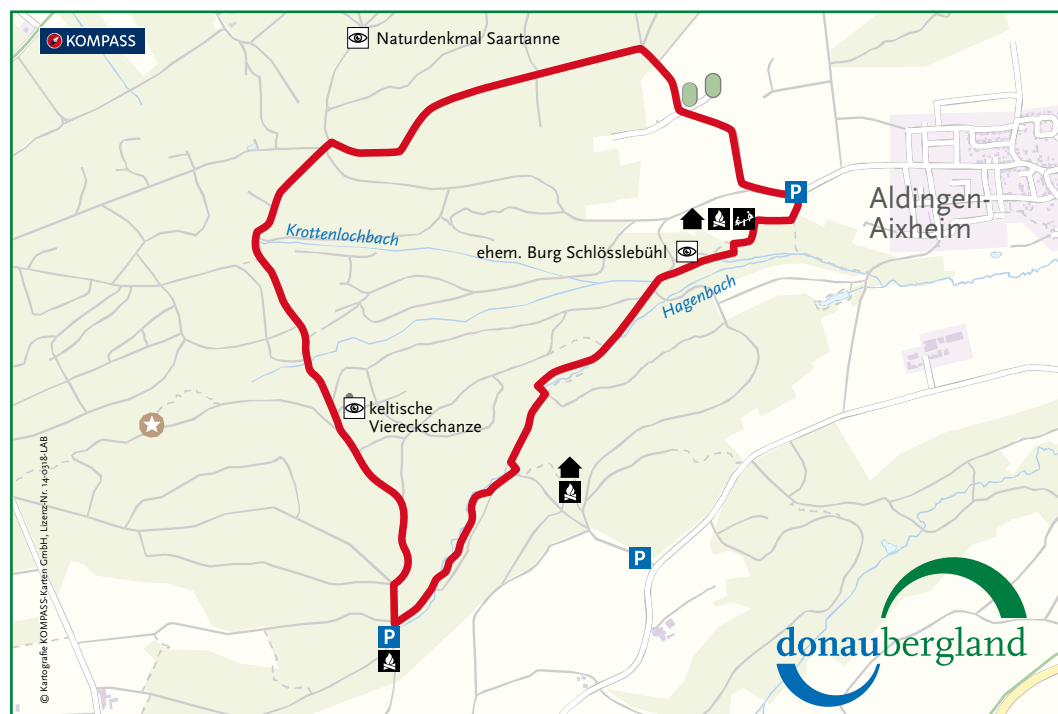 KOMPASS
Naturdenkmal Saartanne
P
Aldingen-
Aixheim
Krottenlochbach
ehem. Burg Schlösslebühl
Hagenbach
keltische
Viereckschanze
P
P
donaubergland
© Kartografie KOMPASS-Karten GmbH, Lizenz-Nr. 14-0318-LAB